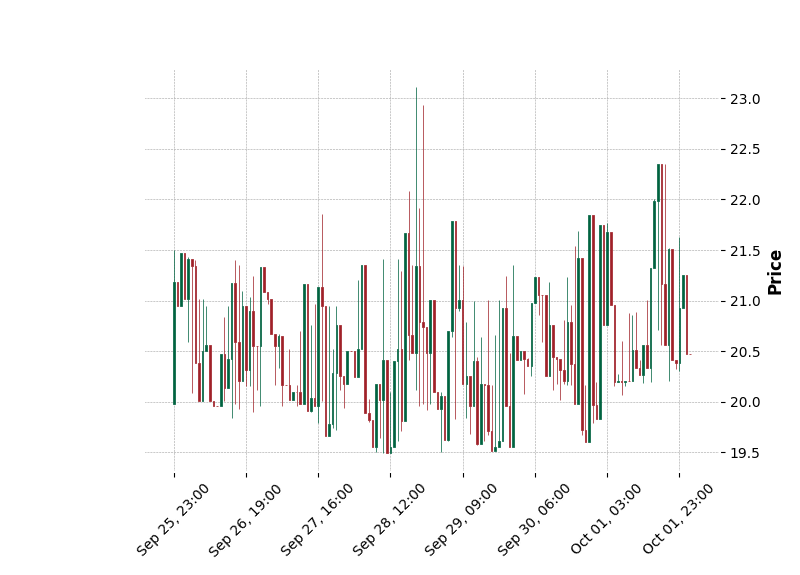 23.0
22.5
22.0
21.5
21.0
20.5
20.0
19.5
Price
Sep 25, 23:00
Sep 26, 19:00
Sep 27, 16:00
Sep 28, 12:00
Sep 29, 09:00
Sep 30, 06:00
Oct 01, 03:00
Oct 01, 23:00